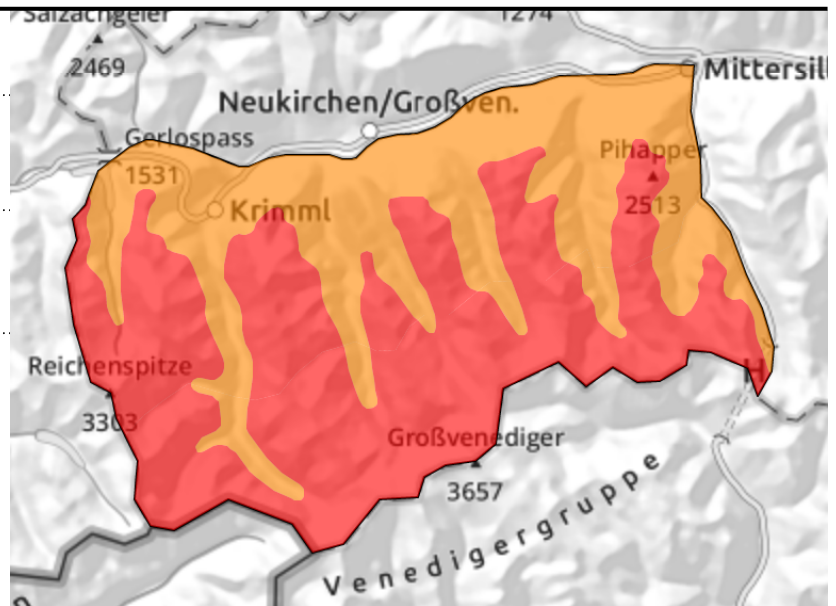 Salzachgeier
1274
2469
Mittersill
Neukirchen/Großven.
Gerlospass
1531
Pihapper
2513
Krimml
Reichenspitze
3303
H
Großvenediger
3657
Venedigergruppe
n